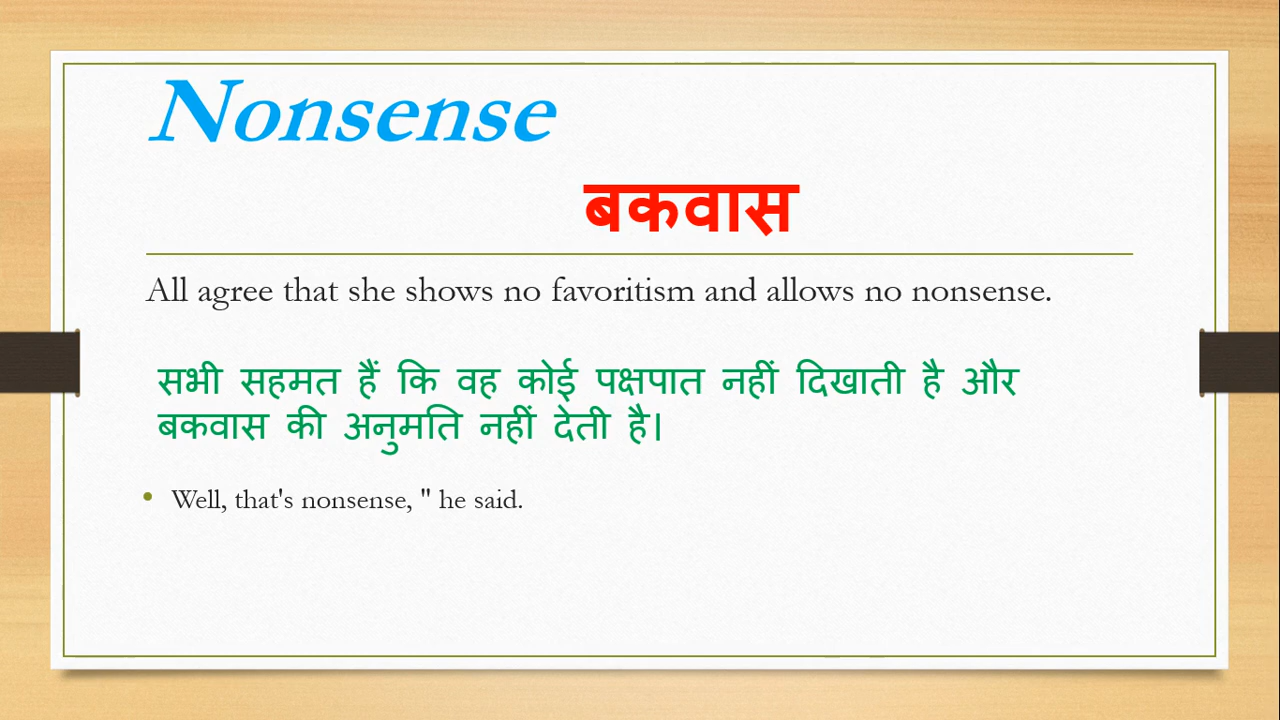 Nonsense
बकवास
All agree that she shows no favoritism and allows no nonsense.
सभी सहमत हैं कि वह कोई पक्षपात नहीं दिखाती है और
बकवास की अनुमति नहीं देती है।
• Well, that's nonsense, " he said.